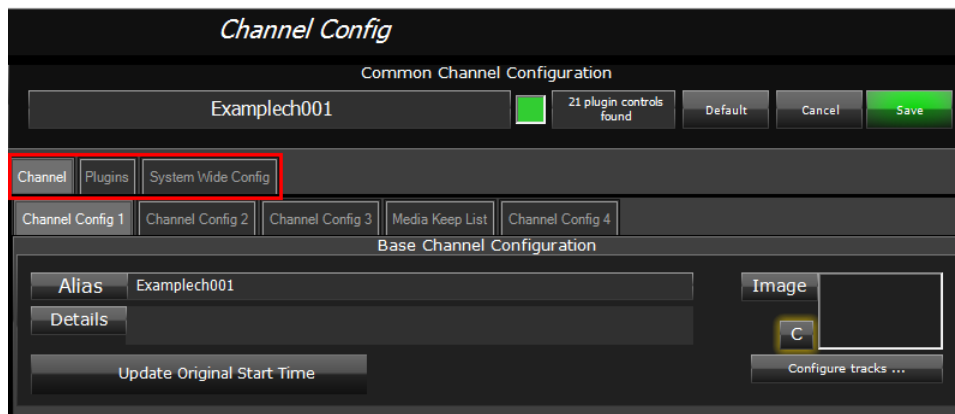 Channel Config
Common Channel Configuration
Examplech001
21 plugin controls
found
Default
Cancel
Save
Channel
Plugins
System Wide Config
Channel Config 1
Channel Config 2
Channel Config 3
Media Keep List
Channel Config 4
Base Channel Configuration
Alias
Examplech001
Image
Details
C
Update Original Start Time
Configure tracks ...